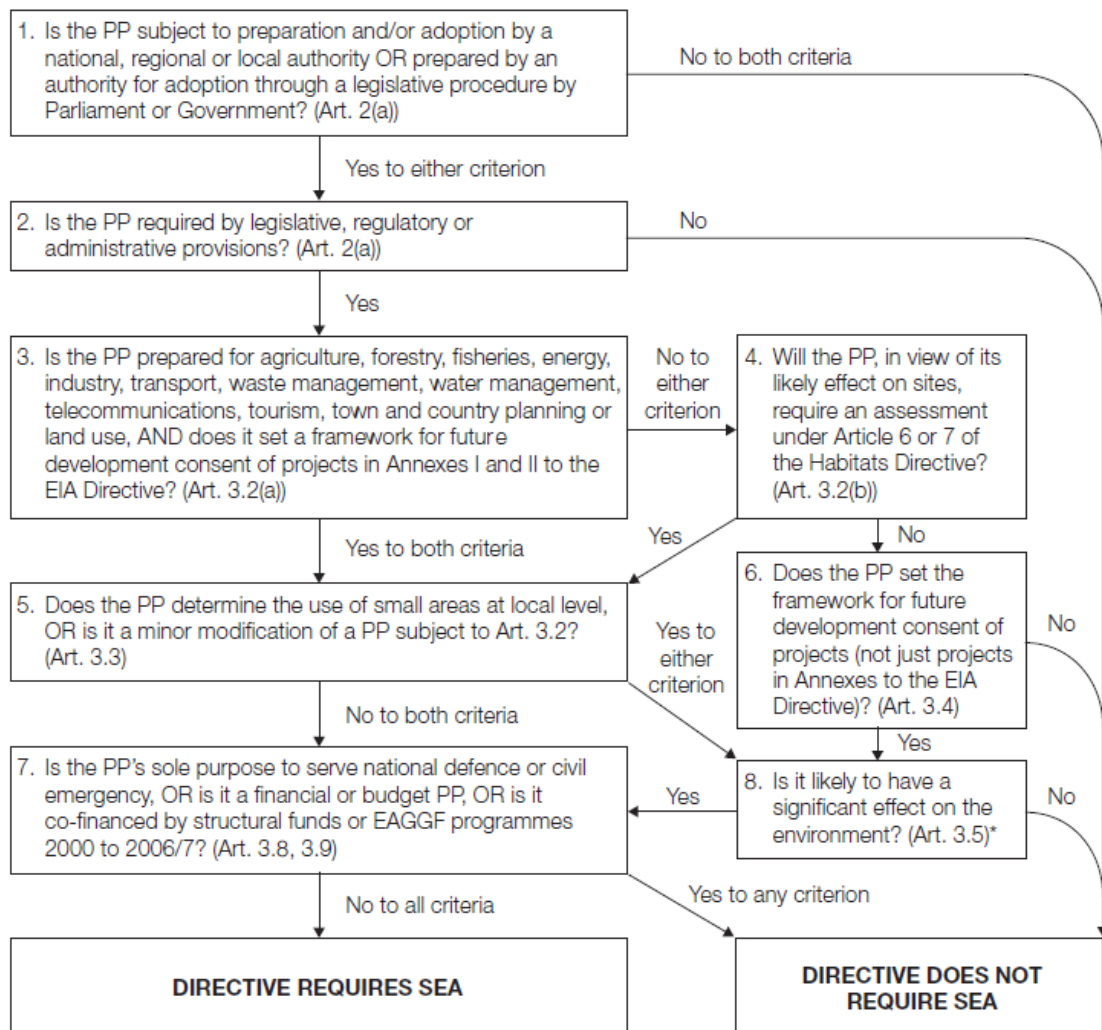 1. Is the PP subject to preparation and/or adoption by a
national, regional or local authority OR prepared by an
authority for adoption through a legislative procedure by
Parliament or Government? (Art. 2(a))
No to both criteria
Yes to either criterion
2. Is the PP required by legislative, regulatory or
administrative provisions? (Art. 2(a))
No
Yes
3. Is the PP prepared for agriculture, forestry, fisheries, energy,
industry, transport, waste management, water management,
telecommunications, tourism, town and country planning or
land use, AND does it set a framework for future
development consent of projects in Annexes I and II to the
EIA Directive? (Art. 3.2(a))
No to
either
criterion
4. Will the PP, in view of its
likely effect on sites,
require an assessment
under Article 6 or 7 of
the Habitats Directive?
(Art. 3.2(b))
Yes to both criteria
Yes
No
5. Does the PP determine the use of small areas at local level,
OR is it a minor modification of a PP subject to Art. 3.2?
(Art. 3.3)
Yes to
either
criterion
6. Does the PP set the
framework for future
development consent of
projects (not just projects
in Annexes to the EIA
Directive)? (Art. 3.4)
No
No to both criteria
Yes
7. Is the PP's sole purpose to serve national defence or civil
emergency, OR is it a financial or budget PP, OR is it
co-financed by structural funds or EAGGF programmes
2000 to 2006/7? (Art. 3.8, 3.9)
Yes
8. Is it likely to have a
significant effect on the
environment? (Art. 3.5)*
No
No to all criteria
Yes to any criterion
DIRECTIVE REQUIRES SEA
DIRECTIVE DOES NOT
REQUIRE SEA